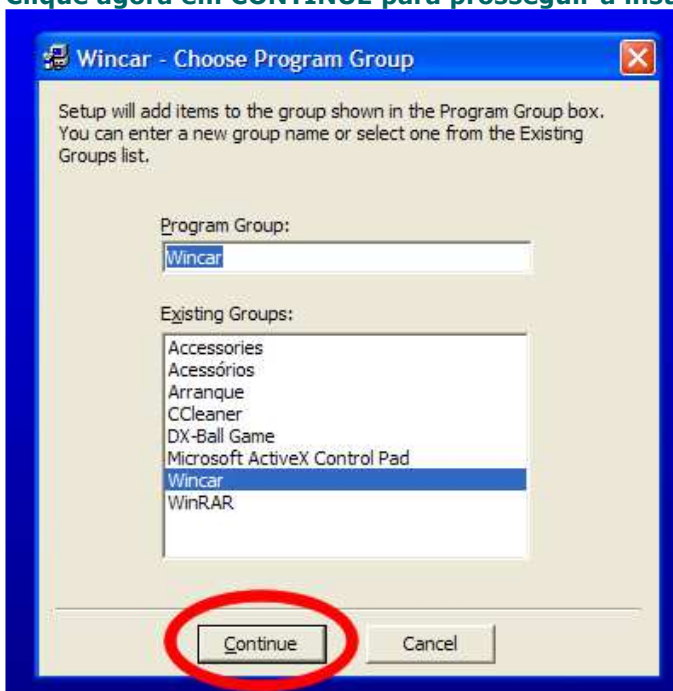 Clique agora em CONTINUE para prosseguir a insta
Wincar - Choose Program Group
Setup will add items to the group shown in the Program Group box.
You can enter a new group name or select one from the Existing
Groups list.
Program Group:
Wincar
Existing Groups:
Accessories
Acessórios
Arranque
CCleaner
DX-Ball Game
Microsoft ActiveX Control Pad
Wincar
WinRAR
Continue Cancel